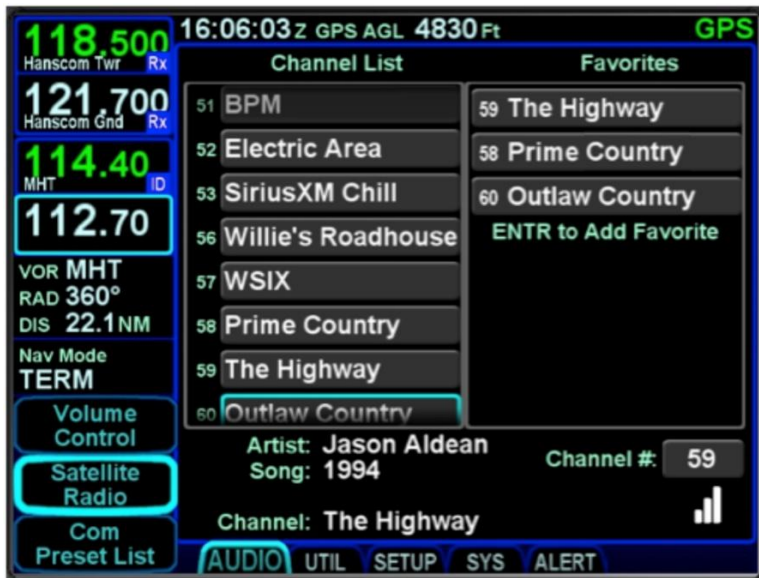 118.500
Hanscom Twr Rx
121.700
Hanscom Gnd Rx
114.40
MHT ID
112.70
VOR MHT
RAD 360°
DIS 22.1NM
Nav Mode
TERM
Volume
Control
Satellite
Radio
Com
Preset List
16:06:03 Z GPS AGL 4830 Ft GPS
Channel List
51 BPM
52 Electric Area
53 SiriusXM Chill
56 Willie's Roadhouse
57 WSIX
58 Prime Country
59 The Highway
60 Outlaw Country
Favorites
59 The Highway
58 Prime Country
60 Outlaw Country
ENTR to Add Favorite
Artist: Jason Aldean
Song: 1994
Channel: The Highway
Channel #: 59
AUDIO UTIL SETUP SYS ALERT